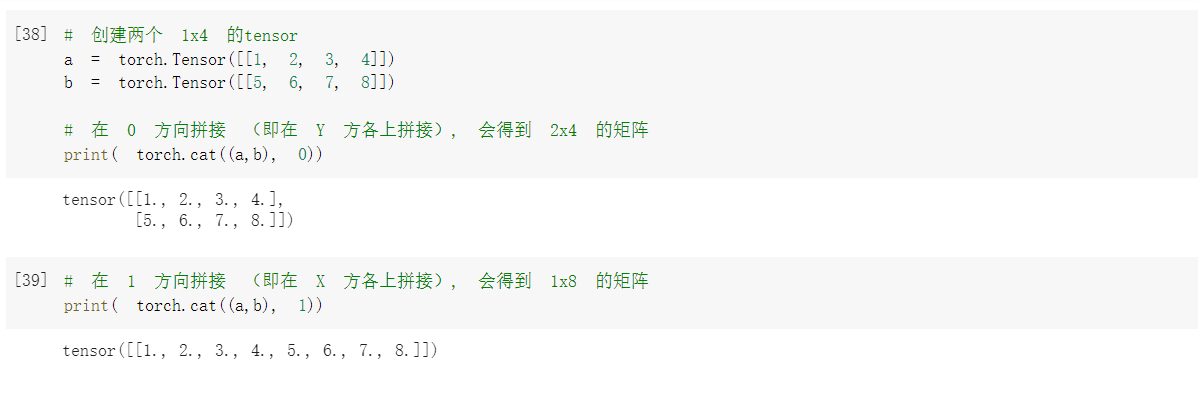 [38] # 创建两个 1x4 的tensor
a = torch.Tensor([[1, 2, 3, 4]])
b = torch.Tensor([[5, 6, 7, 8]])
# 在 0 方向拼接 （即在 Y 方各上拼接）, 会得到 2x4 的矩阵
print( torch.cat((a,b), 0))
tensor([[1., 2., 3., 4.],
[5., 6., 7., 8.]])
[39] # 在 1 方向拼接 （即在 X 方各上拼接）, 会得到 1x8 的矩阵
print( torch.cat((a,b), 1))
tensor([[1., 2., 3., 4., 5., 6., 7., 8.]])